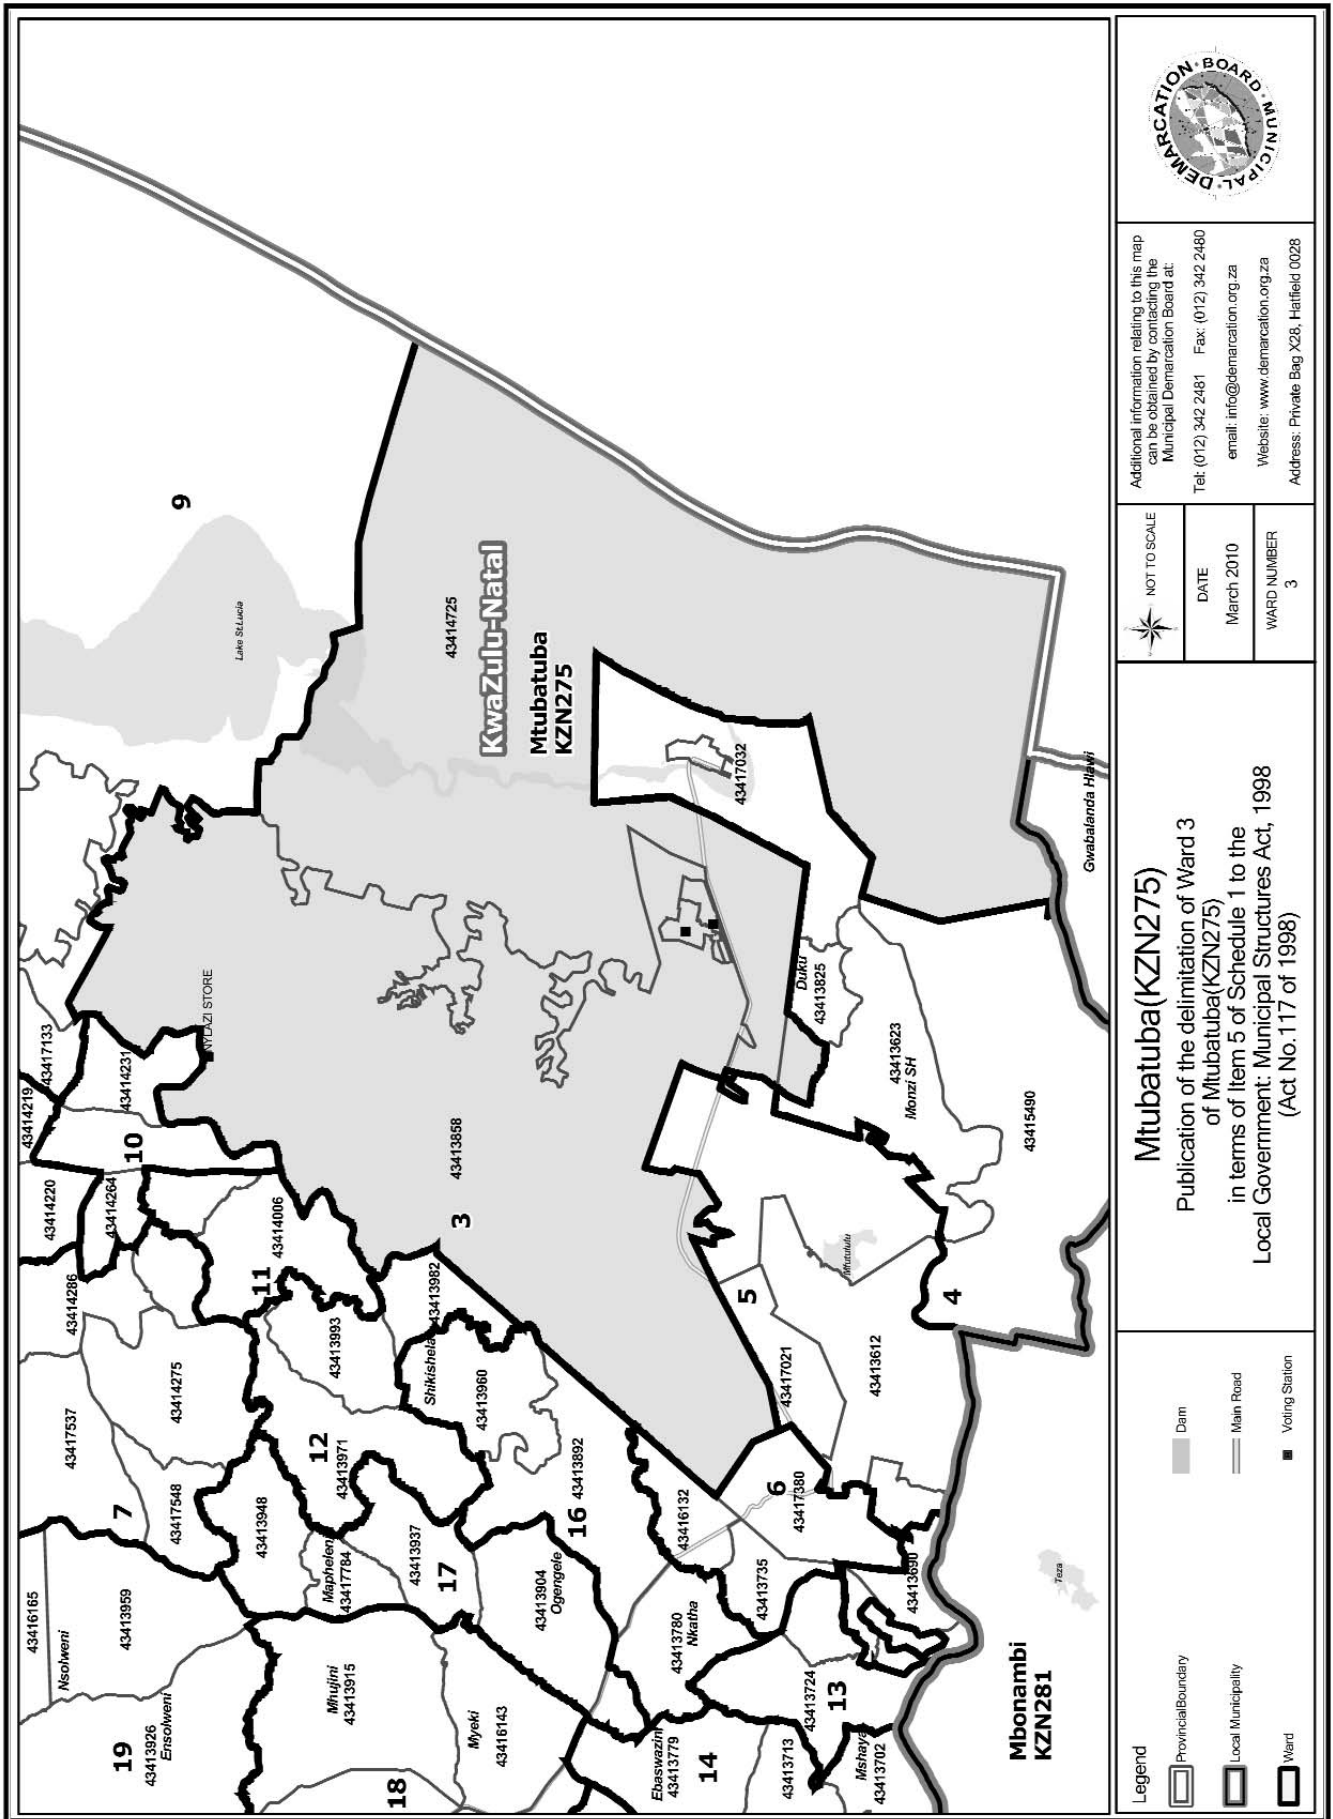 43416165
Nsolweni
43413959
19
43413926
Ensolweni
7
43417537
43417548
43414275
43414286
43414220
43414219
43417133
43414264
10
43414231
NYLAZI STORE
Lake St.Lucia
9
43413948
11
43414006
12
43413971
43413993
Maphelen
43417784
Mhujini
43413915
18
43413937
17
Myeki
43416143
Shikishela
43413982
43413960
3
43413858
43414725
KwaZulu-Natal
Mtubatuba
KZN275
43413904
Ogengele
16
43413892
43416132
Ebaswazini
43413779
14
43413780
Nkatha
43413735
6
43417380
5
43417021
43417032
Duku
43413825
43413713
43413724
13
Mshaya
43413702
43413690
43413612
Mfutululu
43413623
Monzi SH
4
43415490
Mbonambi
KZN281
Teza
Gwabalanda Hlawi
Legend
ProvincialBoundary
Local Municipality
Ward
Dam
Main Road
Voting Station
Mtubatuba(KZN275)
Publication of the delimitation of Ward 3
of Mtubatuba(KZN275)
in terms of Item 5 of Schedule 1 to the
Local Government: Municipal Structures Act, 1998
(Act No.117 of 1998)
NOT TO SCALE
DATE
March 2010
WARD NUMBER
3
Additional information relating to this map
can be obtained by contacting the
Municipal Demarcation Board at:
Tel: (012) 342 2481 Fax: (012) 342 2480
email: info@demarcation.org.za
Website: www.demarcation.org.za
Address: Private Bag X28, Hatfield 0028
MUNICIPAL DEMARCATION BOARD